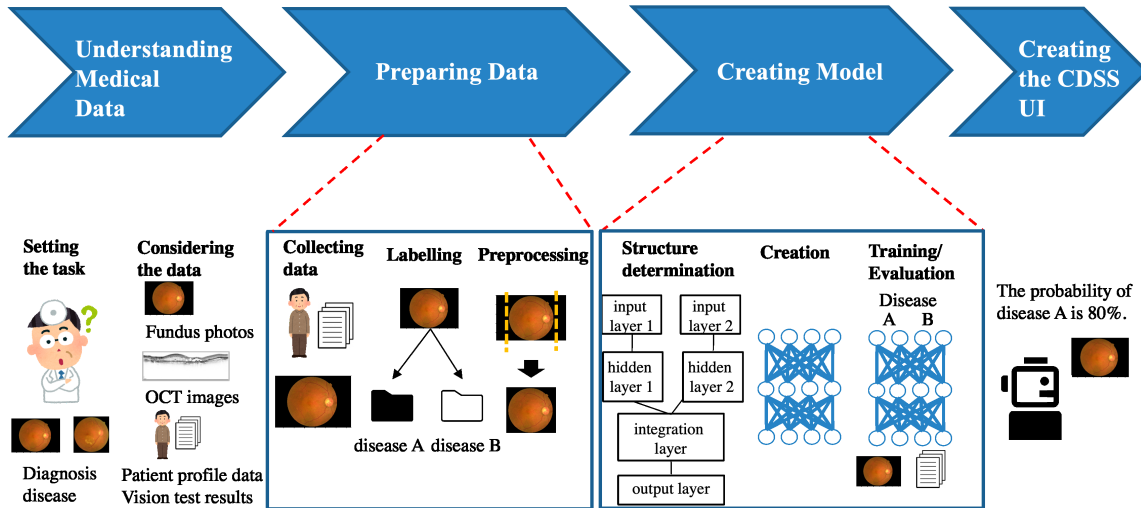 Understanding
Medical
Data
Preparing Data
Creating Model
Creating
the CDSS
UI
Setting
the task
Considering
the data
Fundus photos
OCT images
Diagnosis
disease
Patient profile data
Vision test results
Collecting
data
Labelling
Preprocessing
disease A
disease B
Structure
determination
input
layer 1
input
layer 2
hidden
layer 1
hidden
layer 2
integration
layer
output layer
Creation
Training/
Evaluation
Disease
A B
The probability of
disease A is 80%.